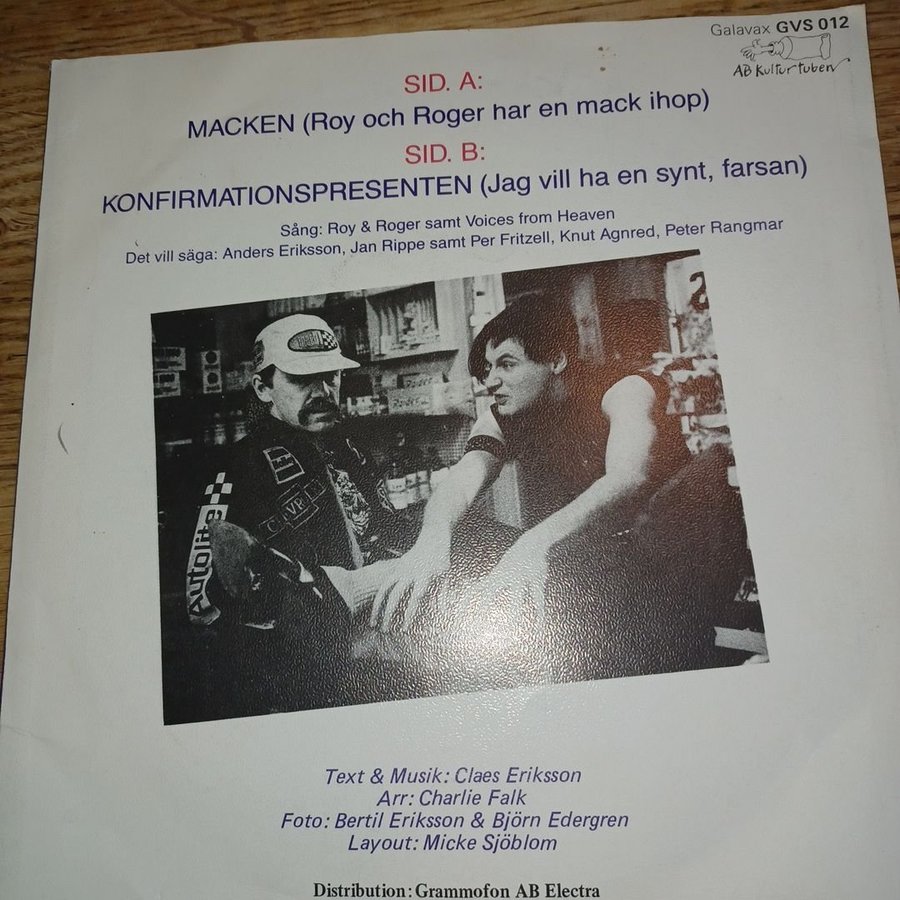 Galavax GVS 012
AB Kulturtuben
SID. A:
MACKEN (Roy och Roger har en mack ihop)
SID. B:
KONFIRMATIONSPRESENTEN (Jag vill ha en synt, farsan)
Sång: Roy & Roger samt Voices from Heaven
Det vill säga: Anders Eriksson, Jan Rippe samt Per Fritzell, Knut Agnred, Peter Rangmar
2
Autolite
Text & Musik: Claes Eriksson
Arr: Charlie Falk
Foto: Bertil Eriksson & Björn Edergren
Layout: Micke Sjöblom
Distribution: Grammofon AB Electra